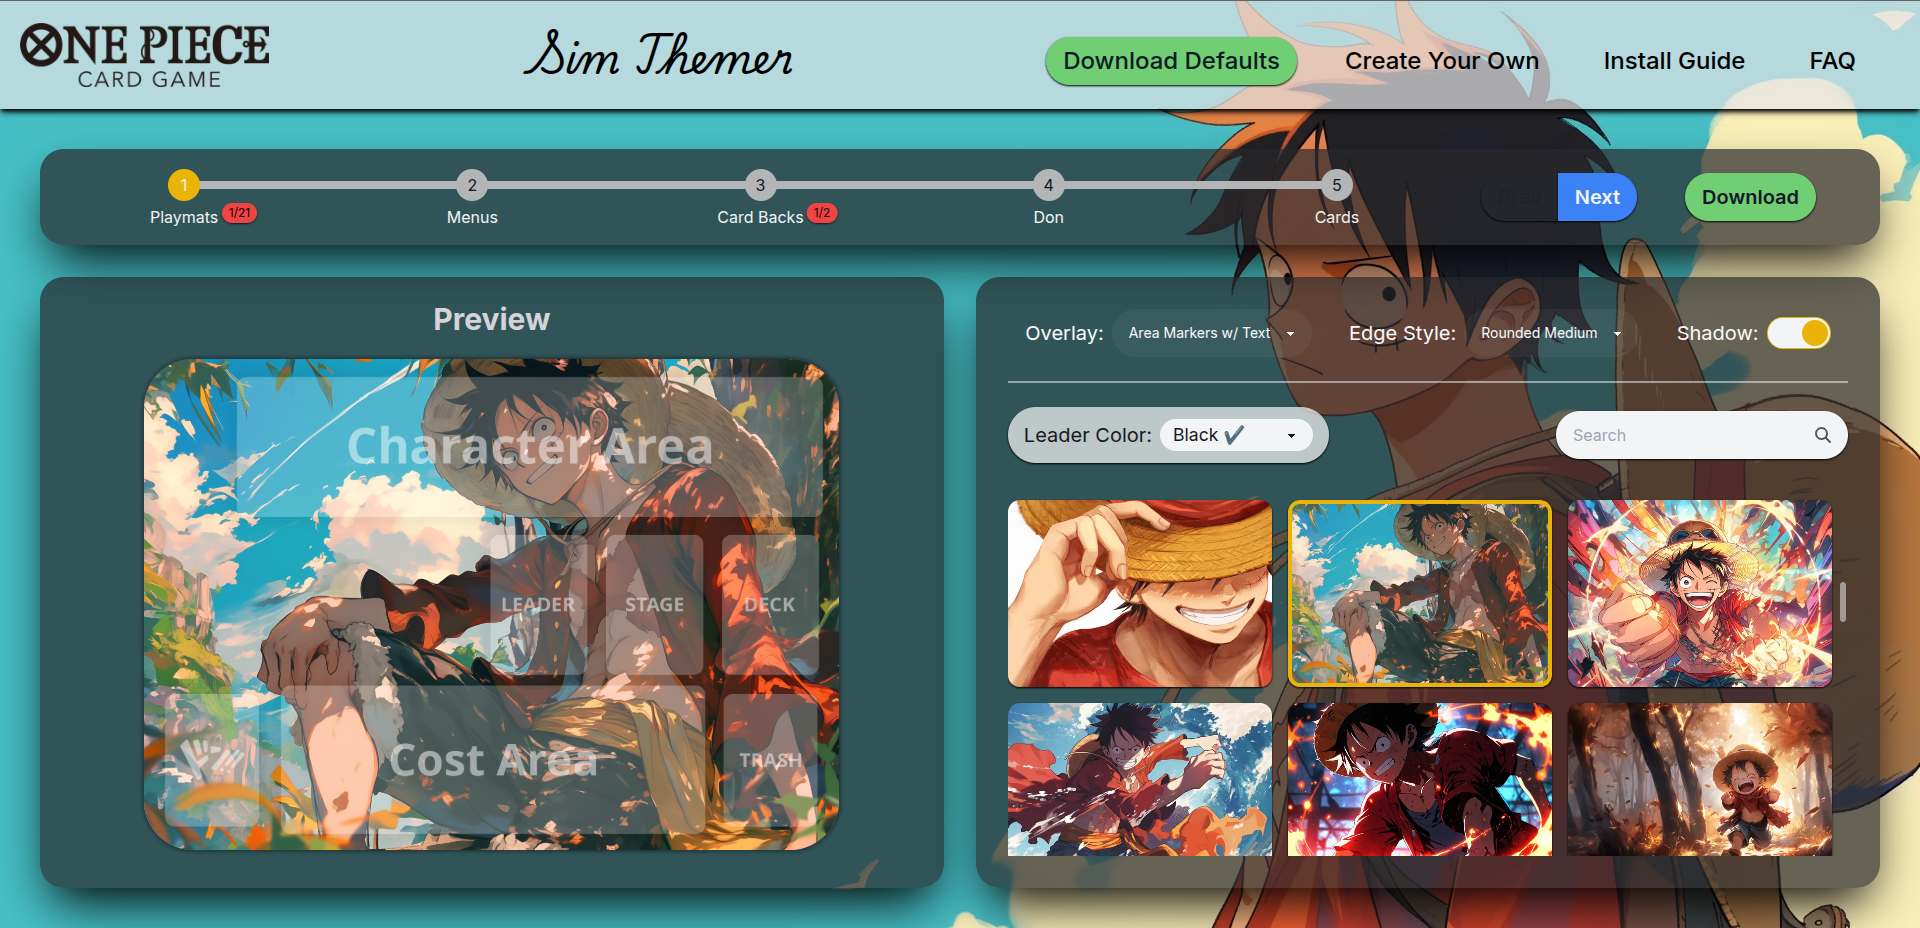 ONE PIECE
CARD GAME
Sim Themer
Download Defaults
Create Your Own
Install Guide
FAQ
1
2
3
4
5
Playmats 1/21
Menus
Card Backs 1/2
Don
Cards
Prev
Next
Download
Preview
Character Area
LEADER
STAGE
DECK
Cost Area
TRASH
Overlay: Area Markers w/ Text
Edge Style: Rounded Medium
Shadow:
Leader Color: Black ✔
Search